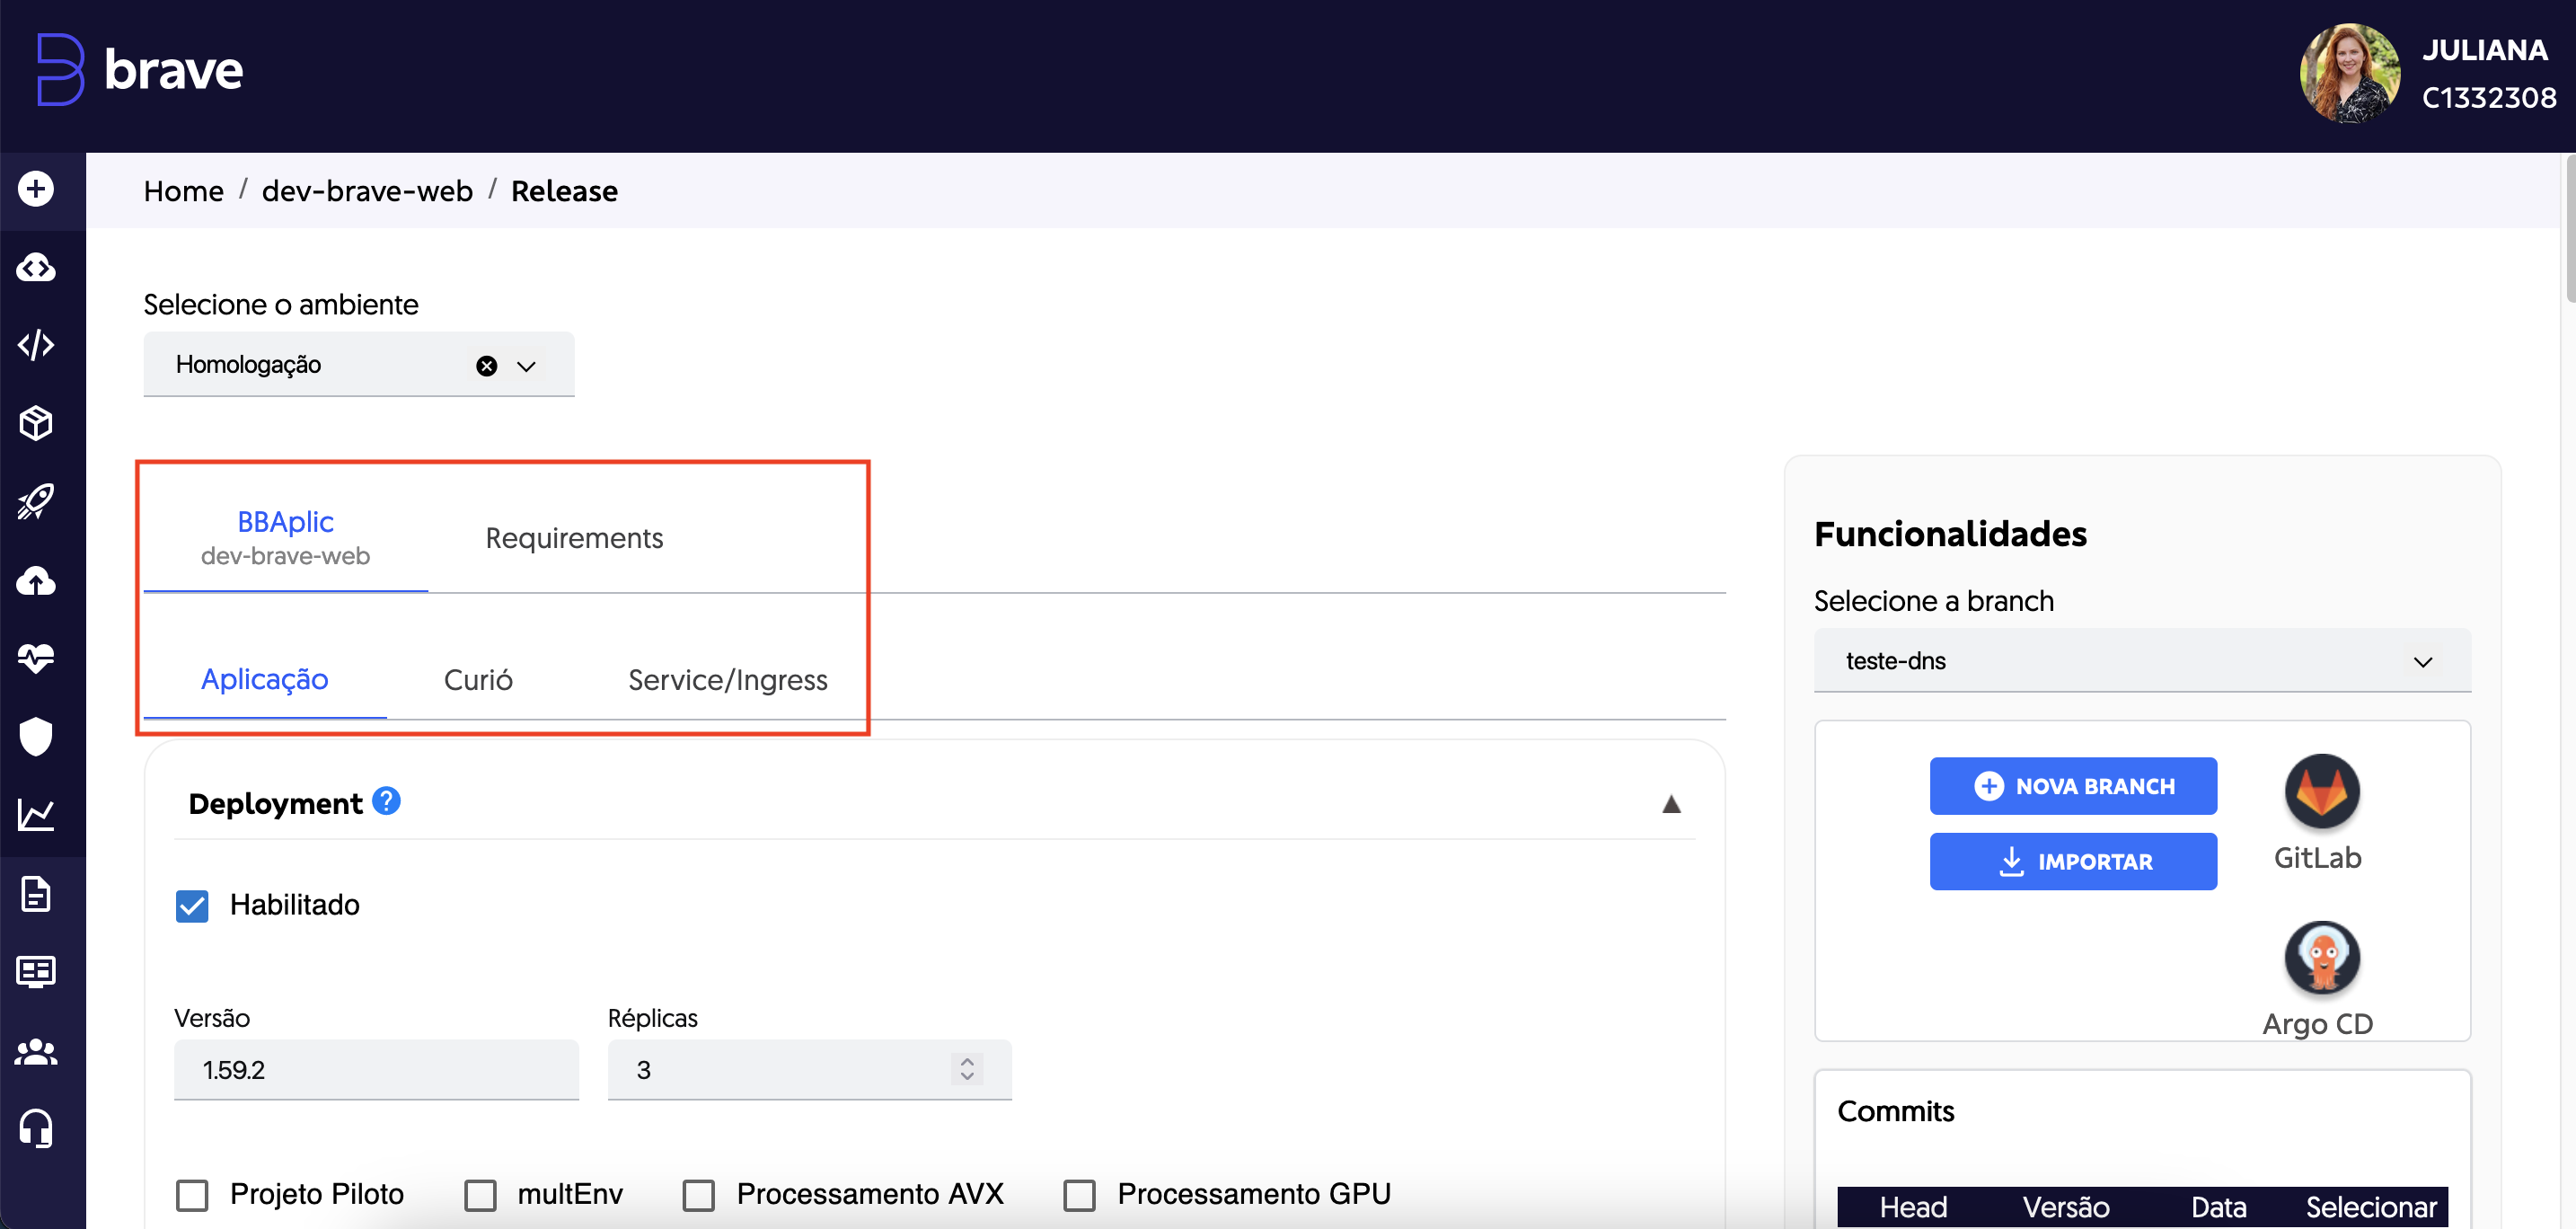 brave
JULIANA
C1332308
Home / dev-brave-web / Release
Selecione o ambiente
Homologação
BBAplic
dev-brave-web
Requirements
Aplicação
Curió
Service/Ingress
Deployment ?
Habilitado
Versão
Réplicas
1.59.2
3
Projeto Piloto
multEnv
Processamento AVX
Processamento GPU
Funcionalidades
Selecione a branch
teste-dns
NOVA BRANCH
IMPORTAR
GitLab
Argo CD
Commits
Head Versão Data Selecionar